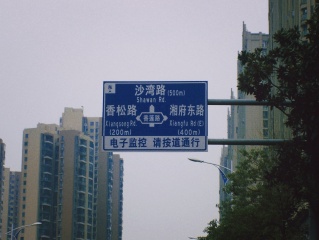 沙湾路(500m)
Shawan Rd.
香松路
湘府东路
Xiangsong Rd.
Xiangfu Rd(E)
(200m)
(400m)
电子监控 请按道通行